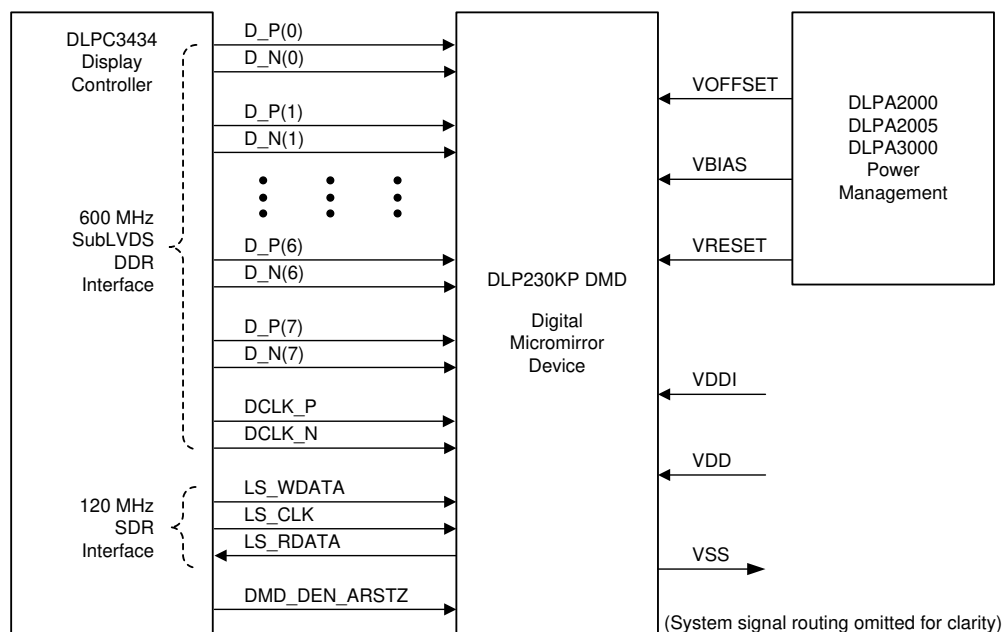 DLPC3434
Display
Controller
600 MHz
SubLVDS
DDR
Interface
120 MHz
SDR
Interface
D_P(0)
D_N(0)
D_P(1)
D_N(1)
D_P(6)
D_N(6)
D_P(7)
D_N(7)
DCLK_P
DCLK_N
LS_WDATA
LS_CLK
LS_RDATA
DMD_DEN_ARSTZ
DLP230KP DMD
Digital
Micromirror
Device
VOFFSET
VBIAS
VRESET
VDDI
VDD
VSS
DLPA2000
DLPA2005
DLPA3000
Power
Management
(System signal routing omitted for clarity)